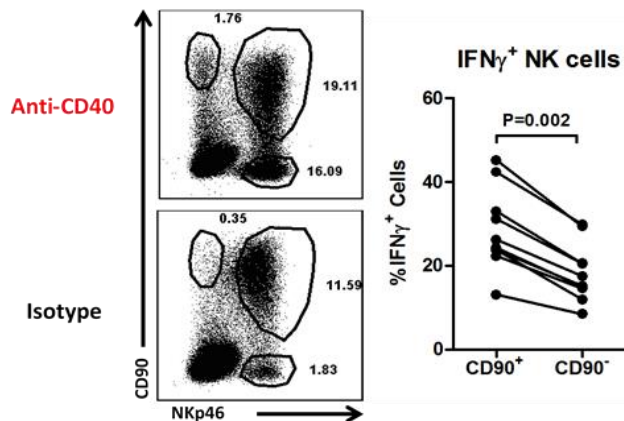 1.76
Anti-CD40
19.11
16.09
0.35
Isotype
11.59
1.83
CD90
NKp46
IFNγ⁺ NK cells
P=0.002
%IFNγ⁺ Cells
60
40
20
0
CD90⁺ CD90⁻